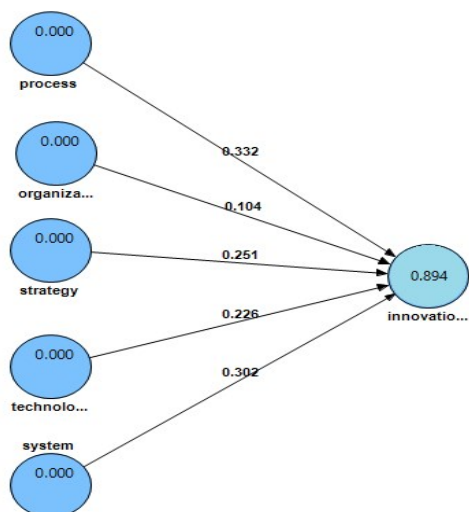 0.000
process
0.332
0.000
organiza...
0.104
0.000
strategy
0.251
0.894
innovatio...
0.226
0.000
technolo...
0.302
system
0.000